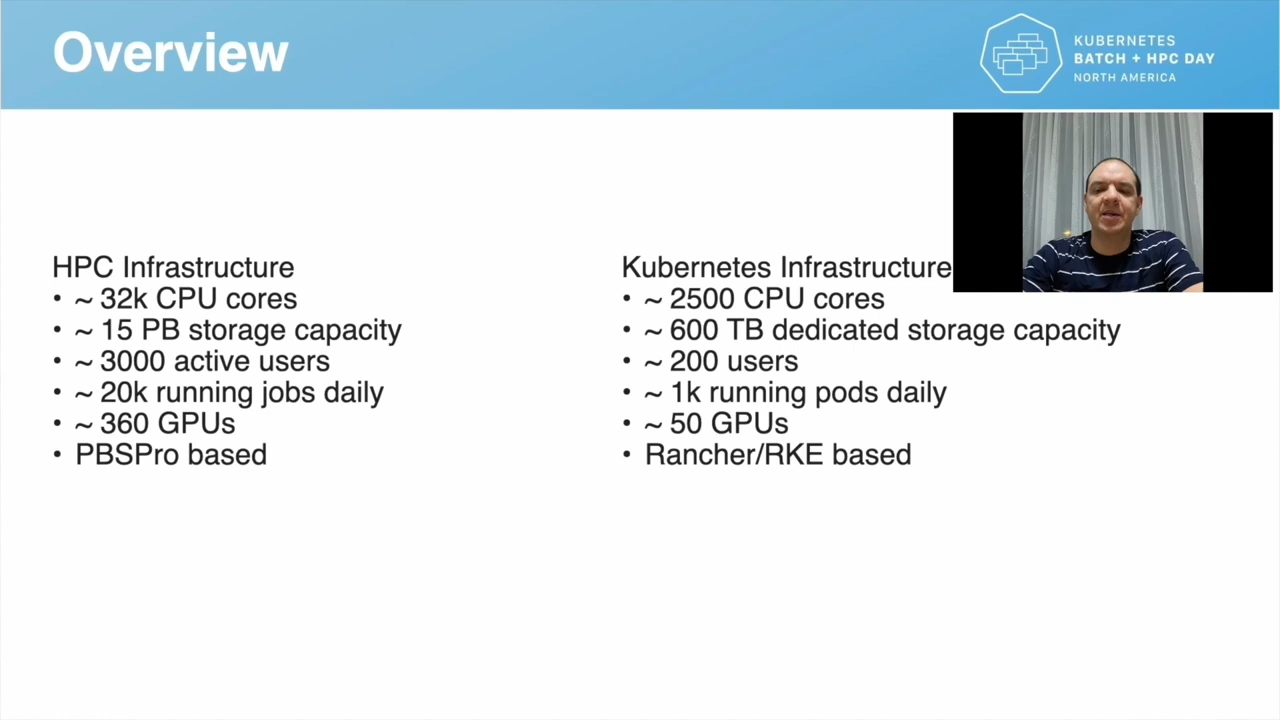 Overview
KUBERNETES
BATCH + HPC DAY
NORTH AMERICA
HPC Infrastructure
• ~ 32k CPU cores
• ~ 15 PB storage capacity
• ~ 3000 active users
• ~ 20k running jobs daily
• ~ 360 GPUs
• PBSPro based
Kubernetes Infrastructure
• ~ 2500 CPU cores
• ~ 600 TB dedicated storage capacity
• ~ 200 users
• ~ 1k running pods daily
• ~ 50 GPUs
• Rancher/RKE based